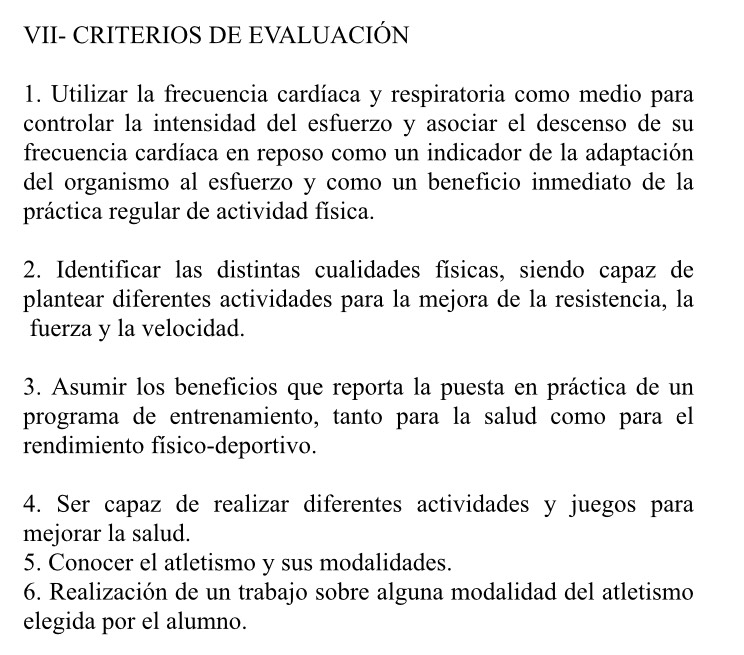 VII- CRITERIOS DE EVALUACIÓN
1. Utilizar la frecuencia cardíaca y respiratoria como medio para
controlar la intensidad del esfuerzo y asociar el descenso de su
frecuencia cardíaca en reposo como un indicador de la adaptación
del organismo al esfuerzo y como un beneficio inmediato de la
práctica regular de actividad física.
2. Identificar las distintas cualidades físicas, siendo capaz de
plantear diferentes actividades para la mejora de la resistencia, la
fuerza y la velocidad.
3. Asumir los beneficios que reporta la puesta en práctica de un
programa de entrenamiento, tanto para la salud como para el
rendimiento físico-deportivo.
4. Ser capaz de realizar diferentes actividades y juegos para
mejorar la salud.
5. Conocer el atletismo y sus modalidades.
6. Realización de un trabajo sobre alguna modalidad del atletismo
elegida por el alumno.